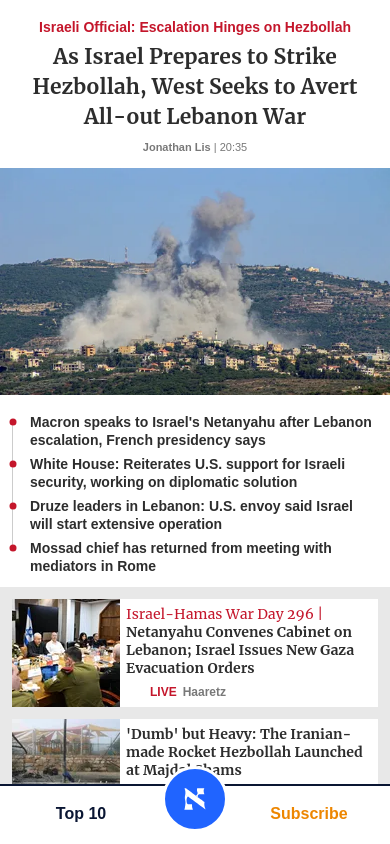 Israeli Official: Escalation Hinges on Hezbollah
As Israel Prepares to Strike
Hezbollah, West Seeks to Avert
All-out Lebanon War
Jonathan Lis | 20:35
Macron speaks to Israel's Netanyahu after Lebanon
escalation, French presidency says
White House: Reiterates U.S. support for Israeli
security, working on diplomatic solution
Druze leaders in Lebanon: U.S. envoy said Israel
will start extensive operation
Mossad chief has returned from meeting with
mediators in Rome
Israel-Hamas War Day 296 |
Netanyahu Convenes Cabinet on
Lebanon; Israel Issues New Gaza
Evacuation Orders
LIVE Haaretz
'Dumb' but Heavy: The Iranian-
made Rocket Hezbollah Launched
at Majdal Shams
Top 10
א
Subscribe